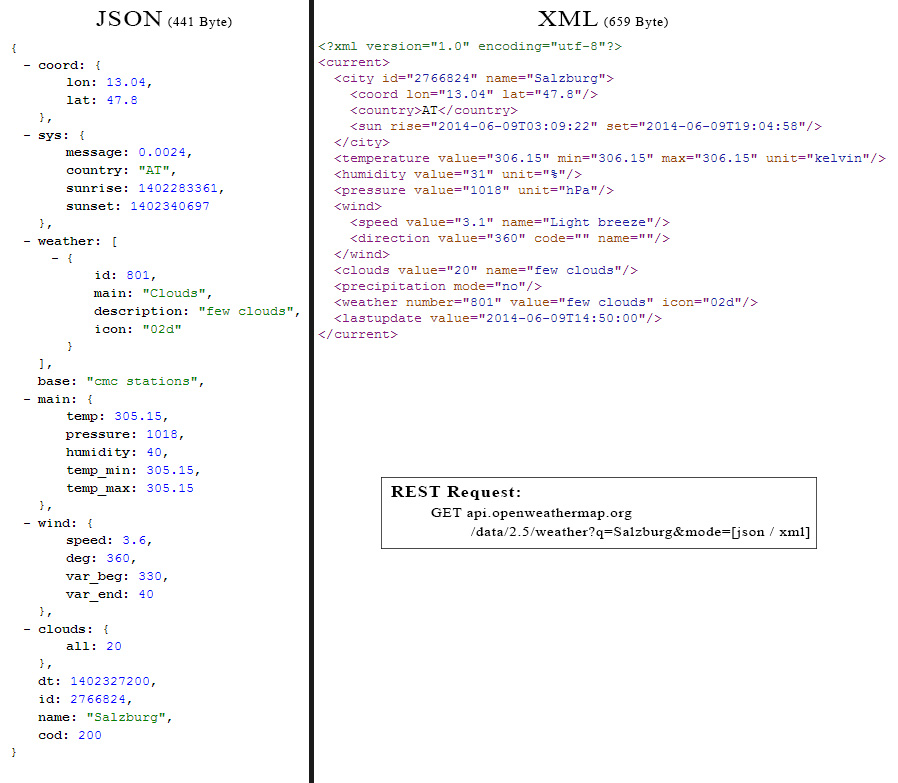 JSON (441 Byte)
{
- coord: {
lon: 13.04,
lat: 47.8
},
- sys: {
message: 0.0024,
country: "AT",
sunrise: 1402283361,
sunset: 1402340697
},
- weather: [
- {
id: 801,
main: "Clouds",
description: "few clouds",
icon: "02d"
}
],
base: "cmc stations",
- main: {
temp: 305.15,
pressure: 1018,
humidity: 40,
temp_min: 305.15,
temp_max: 305.15
},
- wind: {
speed: 3.6,
deg: 360,
var_beg: 330,
var_end: 40
},
- clouds: {
all: 20
},
dt: 1402327200,
id: 2766824,
name: "Salzburg",
cod: 200
}
XML (659 Byte)
<?xml version="1.0" encoding="utf-8"?>
<current>
<city id="2766824" name="Salzburg">
<coord lon="13.04" lat="47.8"/>
<country>AT</country>
<sun rise="2014-06-09T03:09:22" set="2014-06-09T19:04:58"/>
</city>
<temperature value="306.15" min="306.15" max="306.15" unit="kelvin"/>
<humidity value="31" unit="%"/>
<pressure value="1018" unit="hPa"/>
<wind>
<speed value="3.1" name="Light breeze"/>
<direction value="360" code="" name=""/>
</wind>
<clouds value="20" name="few clouds"/>
<precipitation mode="no"/>
<weather number="801" value="few clouds" icon="02d"/>
<lastupdate value="2014-06-09T14:50:00"/>
</current>
REST Request:
GET api.openweathermap.org
/data/2.5/weather?q=Salzburg&mode=[json / xml]